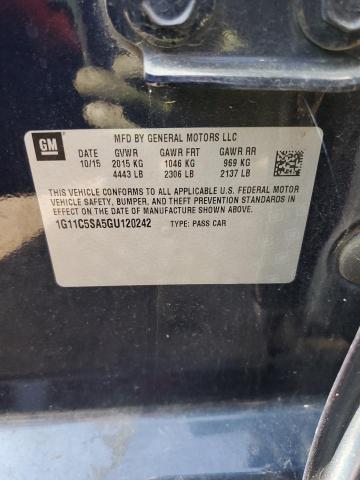 GM
MFD BY GENERAL MOTORS LLC
DATE GVWR GAWR FRT GAWR RR
10/15 2015 KG 1046 KG 969 KG
4443 LB 2306 LB 2137 LB
THIS VEHICLE CONFORMS TO ALL APPLICABLE U.S. FEDERAL MOTOR
VEHICLE SAFETY, BUMPER, AND THEFT PREVENTION STANDARDS
IN EFFECT ON THE DATE OF MANUFACTURE SHOWN ABOVE.
1G11C5SA5GU120242 TYPE: PASS CAR